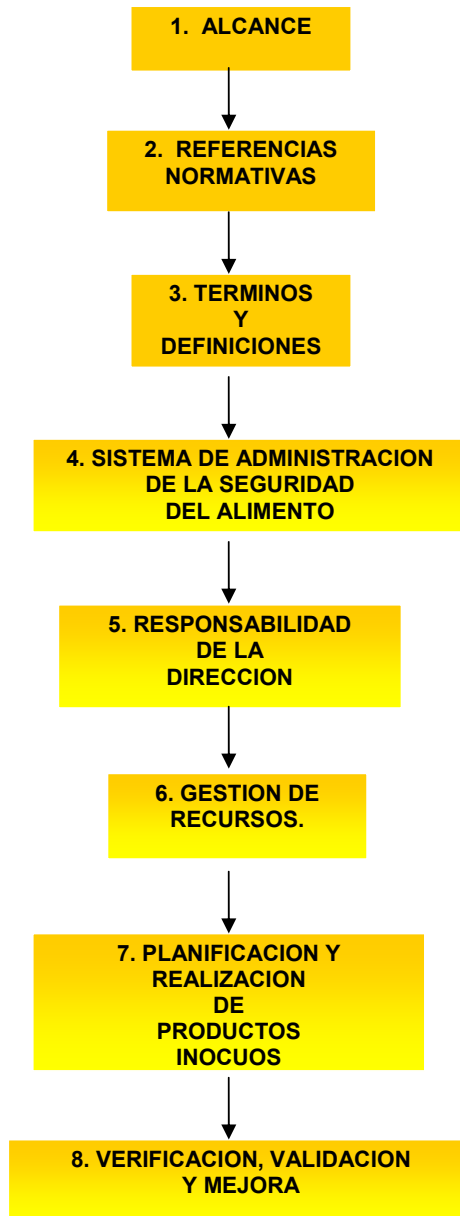 1. ALCANCE
2. REFERENCIAS
NORMATIVAS
3. TERMINOS
Y
DEFINICIONES
4. SISTEMA DE ADMINISTRACION
DE LA SEGURIDAD
DEL ALIMENTO
5. RESPONSABILIDAD
DE LA
DIRECCION
6. GESTION DE
RECURSOS.
7. PLANIFICACION Y
REALIZACION
DE
PRODUCTOS
INOCUOS
8. VERIFICACION, VALIDACION
Y MEJORA